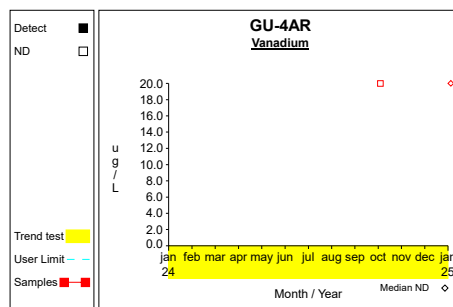 Detect
ND
Trend test
User Limit
Samples
GU-4AR
Vanadium
ug/L
20.0
18.0
16.0
14.0
12.0
10.0
8.0
6.0
4.0
2.0
0.0
jan feb mar apr may jun jul aug sep oct nov dec jan
24 25
Month / Year
Median ND